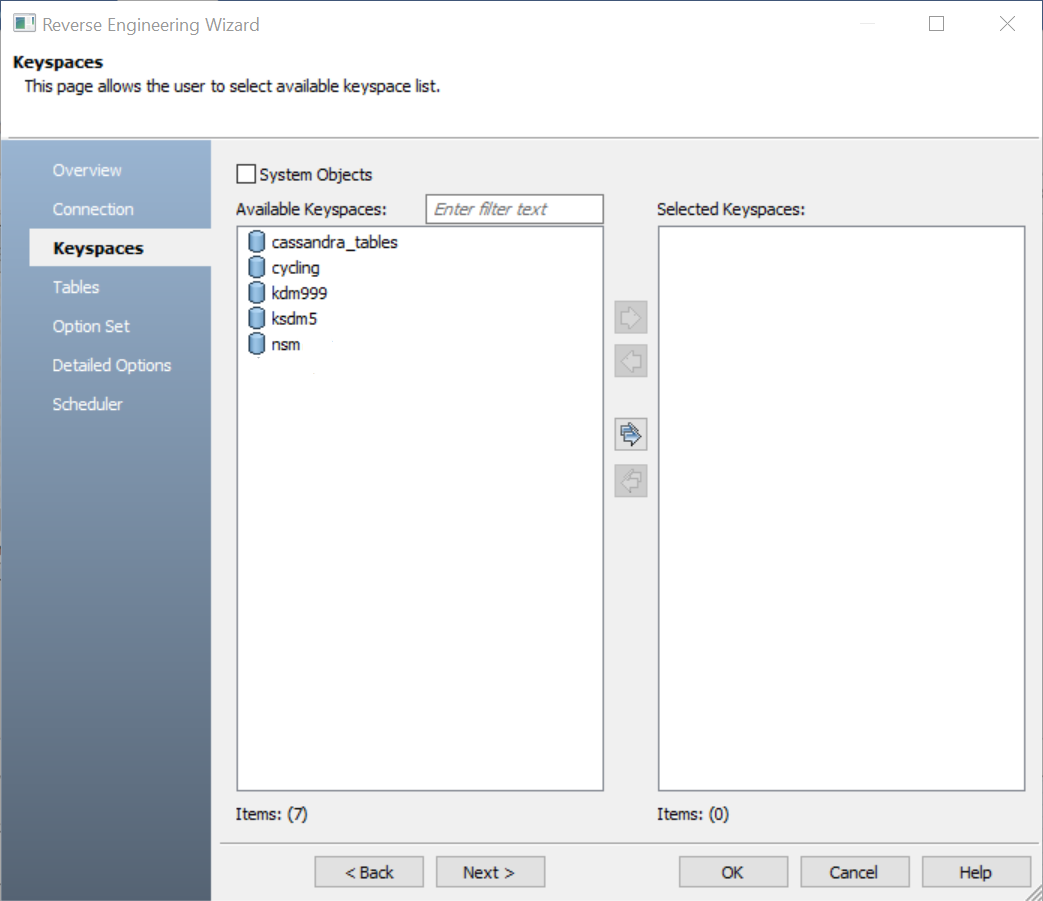 Reverse Engineering Wizard
Keyspaces
This page allows the user to select available keyspace list.
Overview
Connection
Keyspaces
Tables
Option Set
Detailed Options
Scheduler
System Objects
Available Keyspaces:
Enter filter text
Selected Keyspaces:
cassandra_tables
cycling
kdm999
ksdm5
nsm
Items: (7)
Items: (0)
< Back
Next >
OK
Cancel
Help